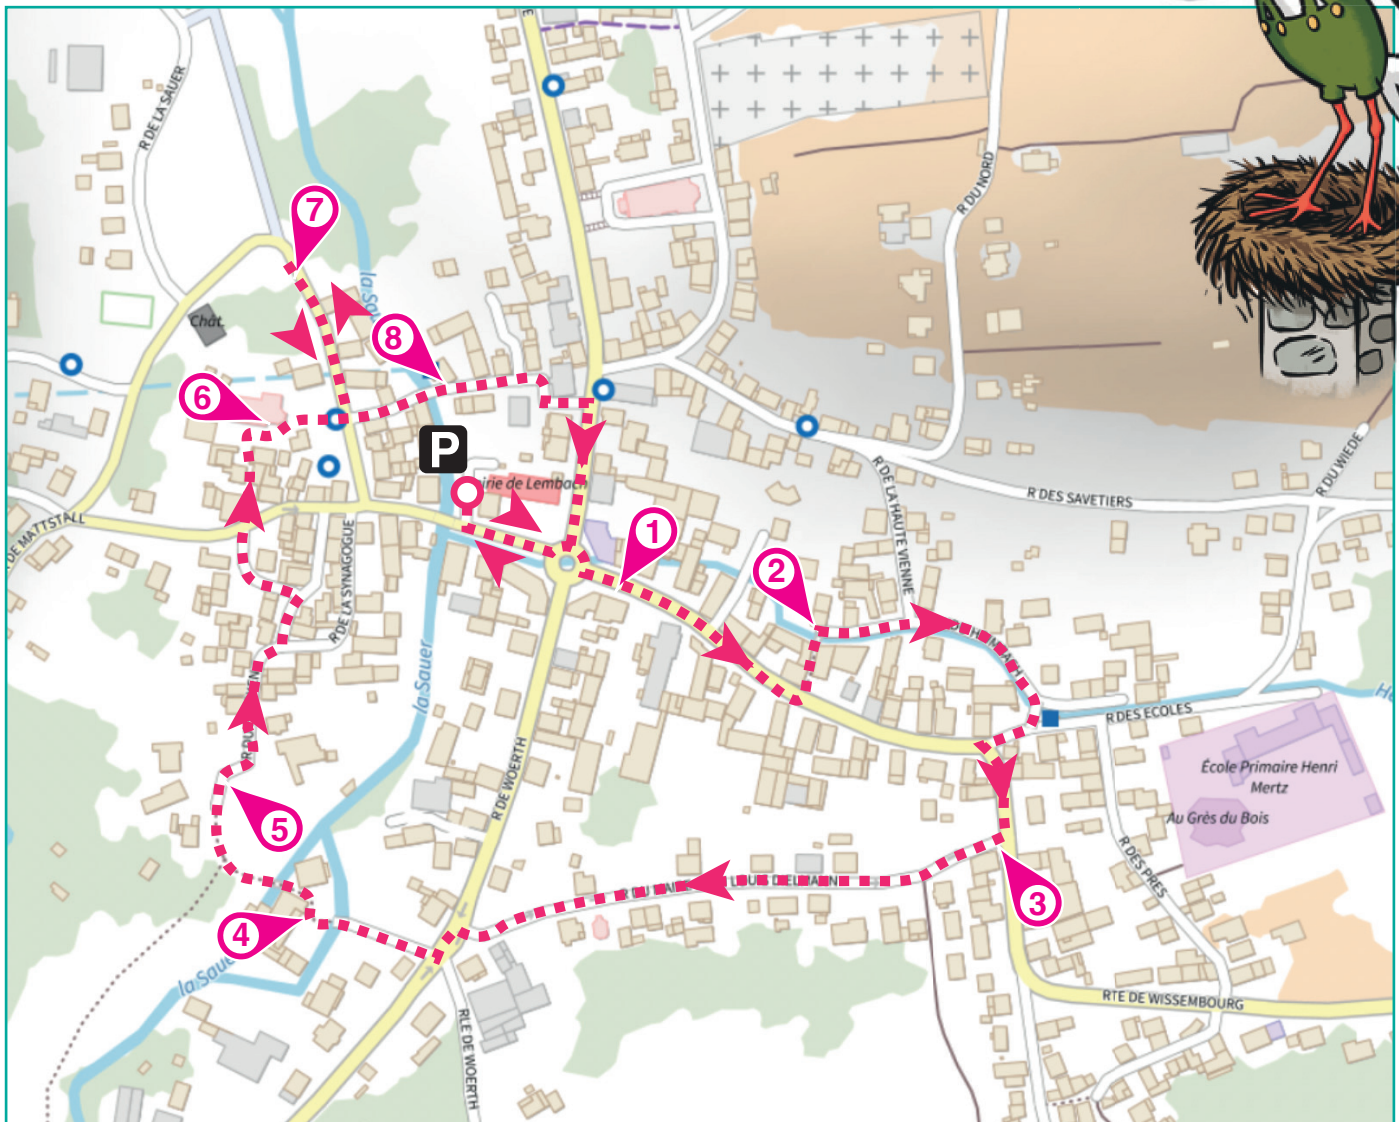 R DE LA SAUER
7
R DU NORD
la Sau
Chât.
8
6
P
irie de Lembach
R DE LA HAUTE VIENNE
R DES SAVETIERS
R DU WIEDE
DE MATTSTALL
R DE LA SYNAGOGUE
1
2
la Sauer
R DES ECOLES
École Primaire Henri
Mertz
Au Grès du Bois
R DE WOERTH
5
R DES PRES
3
4
la Saue
RTE DE WISSEMBOURG
RLE DE WOERTH